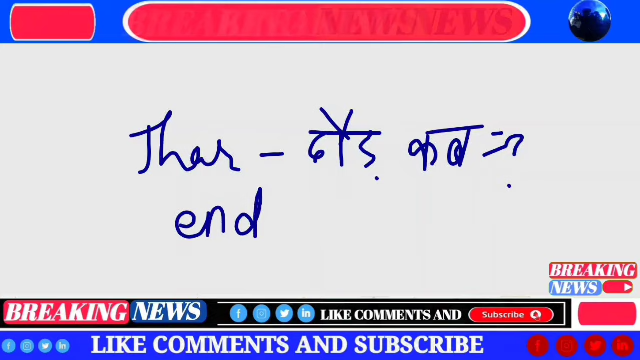 BREAKING NEWS
Thar - दौड़ कब =?
end
BREAKING
NEWS
BREAKING NEWS LIKE COMMENTS AND Subscribe
LIKE COMMENTS AND SUBSCRIBE